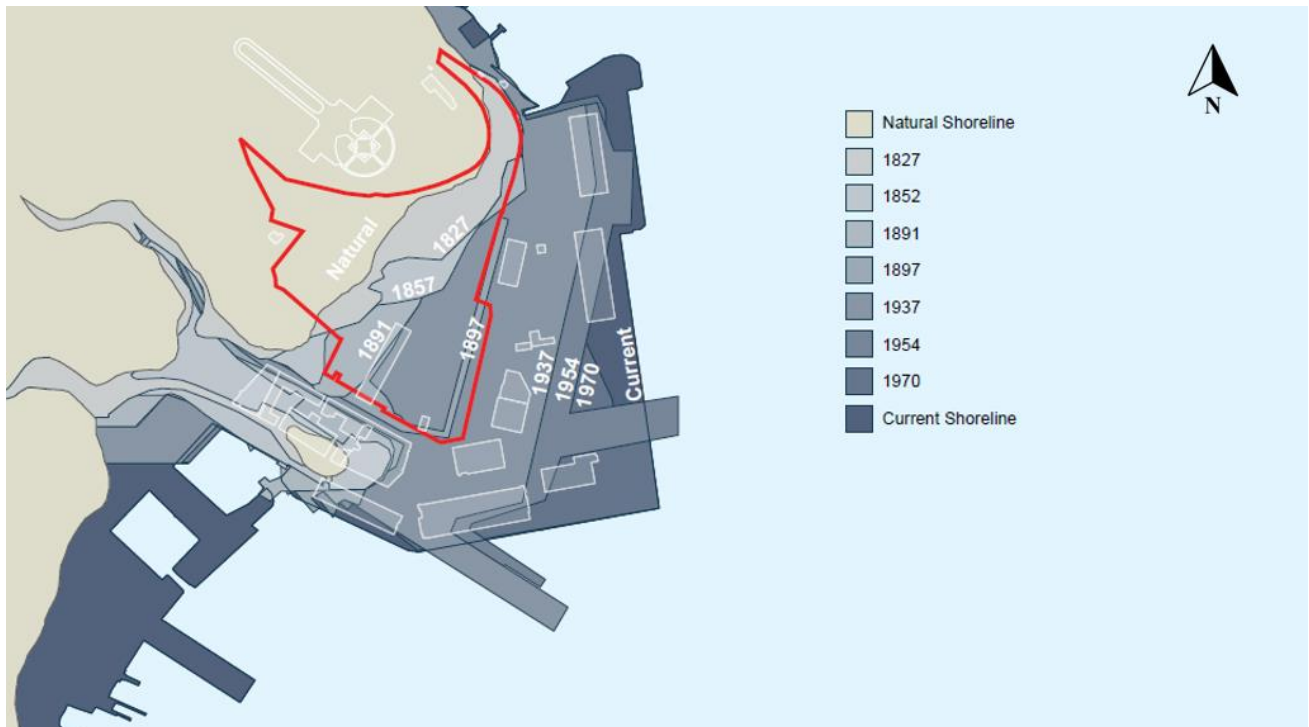 N
Natural Shoreline
1827
1852
1891
1897
1937
1954
1970
Current Shoreline
Natural
1827
1857
1891
1897
1937
1954
1970
Current